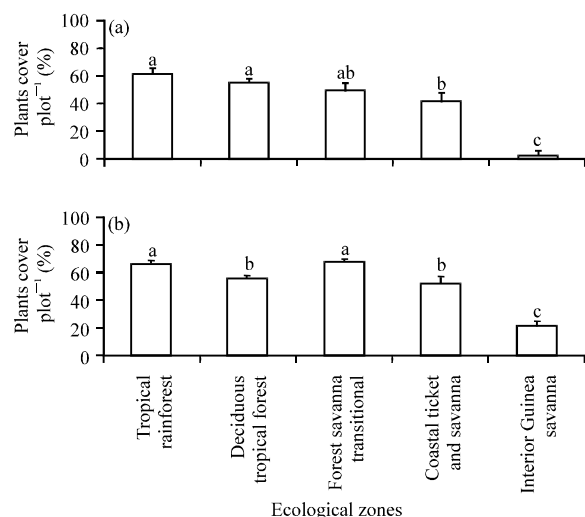 (a)
Plants cover
plot⁻¹ (%)
100
80
60
40
20
0
a
a
ab
b
c
(b)
Plants cover
plot⁻¹ (%)
100
80
60
40
20
0
a
b
a
b
c
Tropical
rainforest
Deciduous
tropical forest
Forest savanna
transitional
Coastal ticket
and savanna
Interior Guinea
savanna
Ecological zones